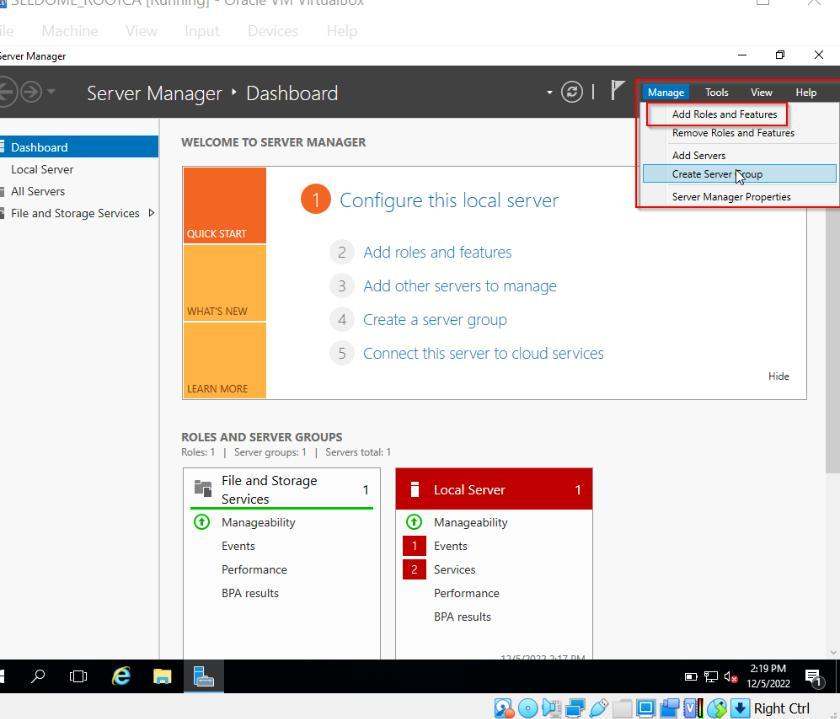 SEEDOME_ROOTCA [Running] - Oracle VM VirtualBox
File Machine View Input Devices Help
Server Manager
Server Manager • Dashboard
Manage Tools View Help
Add Roles and Features
Remove Roles and Features
Add Servers
Create Server Group
Server Manager Properties
Dashboard
Local Server
All Servers
File and Storage Services
WELCOME TO SERVER MANAGER
QUICK START
WHAT'S NEW
LEARN MORE
1 Configure this local server
2 Add roles and features
3 Add other servers to manage
4 Create a server group
5 Connect this server to cloud services
Hide
ROLES AND SERVER GROUPS
Roles: 1 | Server groups: 1 | Servers total: 1
File and Storage
Services
1
Manageability
Events
Performance
BPA results
Local Server 1
Manageability
1 Events
2 Services
Performance
BPA results
12/5/2022 2:17 PM
2:19 PM
12/5/2022
1
Right Ctrl